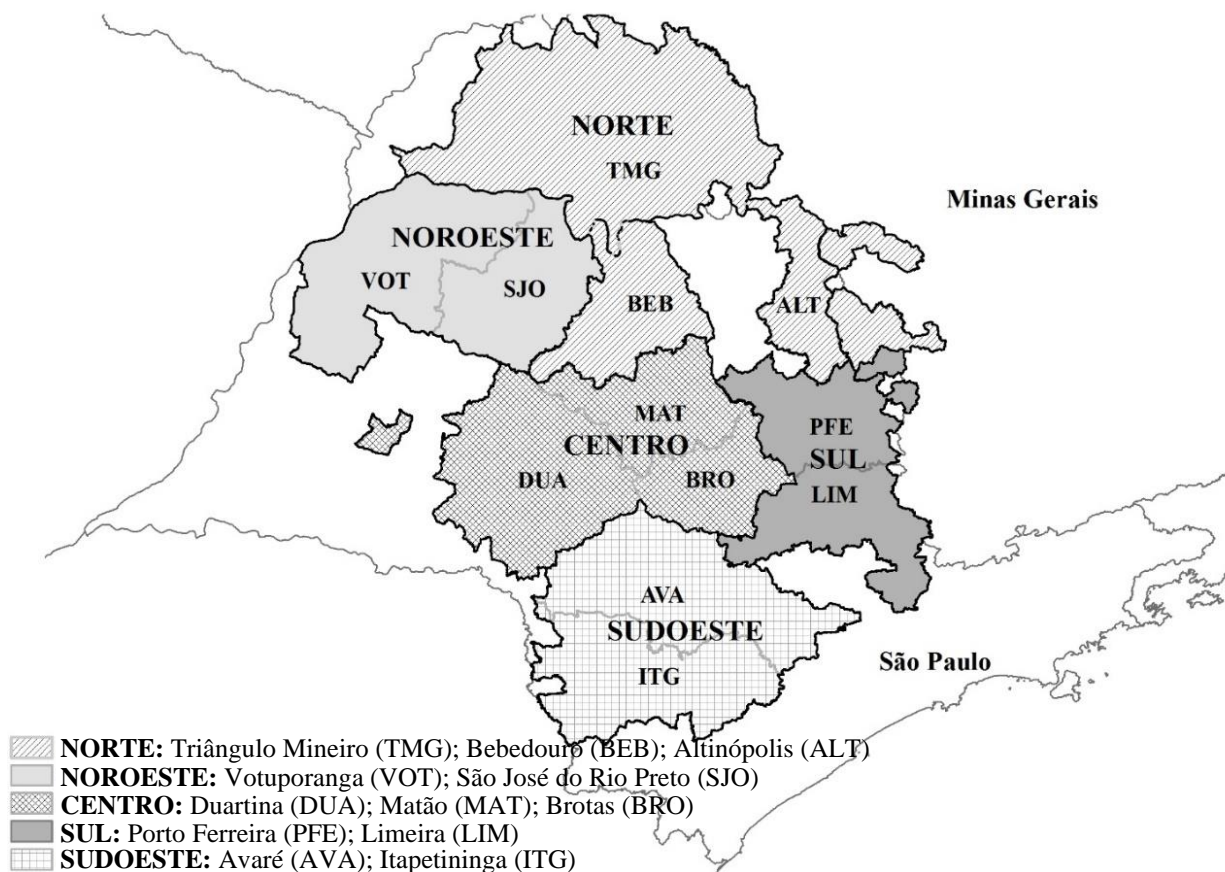 NORTE
TMG
Minas Gerais
NOROESTE
VOT
SJO
BEB
ALT
MAT
CENTRO
DUA
BRO
PFE
SUL
LIM
AVA
SUDOESTE
ITG
São Paulo
NORTE: Triângulo Mineiro (TMG); Bebedouro (BEB); Altinópolis (ALT)
NOROESTE: Votuporanga (VOT); São José do Rio Preto (SJO)
CENTRO: Duartina (DUA); Matão (MAT); Brotas (BRO)
SUL: Porto Ferreira (PFE); Limeira (LIM)
SUDOESTE: Avaré (AVA); Itapetininga (ITG)